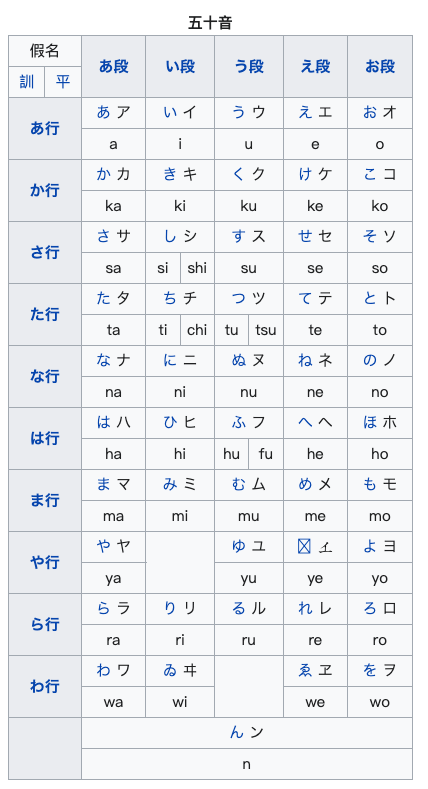 五十音
假名 あ段 い段 う段 え段 お段
訓 平
あ行 あ ア い イ う ウ え エ お オ
a i u e o
か行 か カ き キ く ク け ケ こ コ
ka ki ku ke ko
さ行 さ サ し シ す ス せ セ そ ソ
sa si shi su se so
た行 た タ ち チ つ ツ て テ と ト
ta ti chi tu tsu te to
な行 な ナ に ニ ぬ ヌ ね ネ の ノ
na ni nu ne no
は行 は ハ ひ ヒ ふ フ へ ヘ ほ ホ
ha hi hu fu he ho
ま行 ま マ み ミ む ム め メ も モ
ma mi mu me mo
や行 や ヤ ゆ ユ よ ヨ
ya yu ye yo
ら行 ら ラ り リ る ル れ レ ろ ロ
ra ri ru re ro
わ行 わ ワ ゐ ヰ ゑ ヱ を ヲ
wa wi we wo
ん ン
n